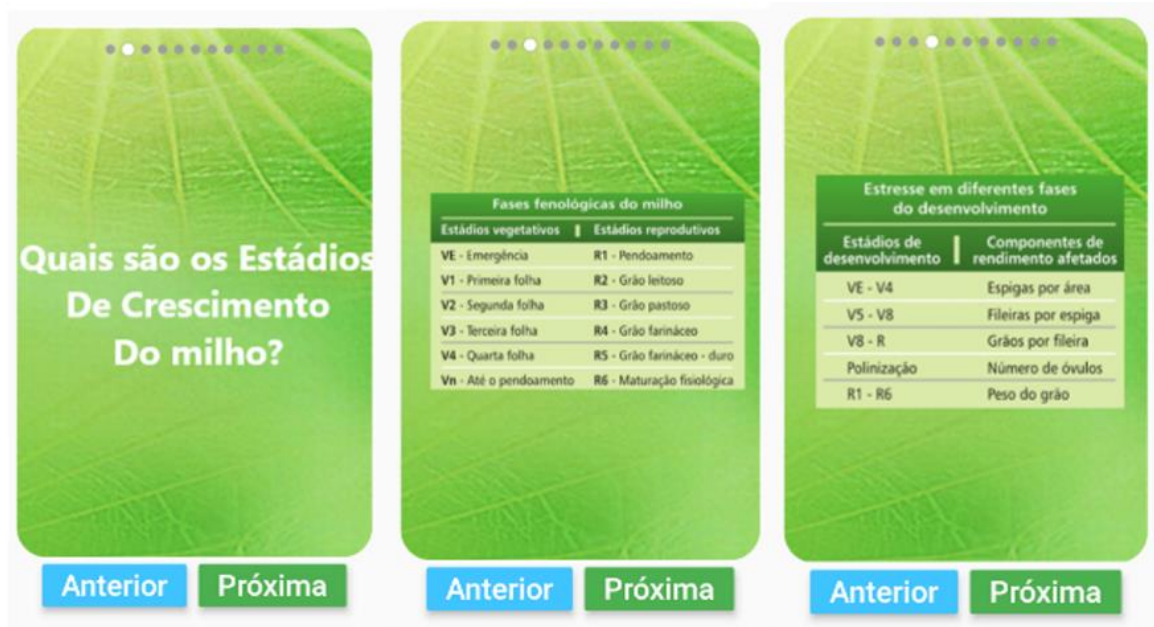 Quais são os Estádios
De Crescimento
Do milho?
Anterior Próxima
Fases fenológicas do milho
Estádios vegetativos Estádios reprodutivos
VE - Emergência R1 - Pendoamento
V1 - Primeira folha R2 - Grão leitoso
V2 - Segunda folha R3 - Grão pastoso
V3 - Terceira folha R4 - Grão farináceo
V4 - Quarta folha R5 - Grão farináceo - duro
Vn - Até o pendoamento R6 - Maturação fisiológica
Anterior Próxima
Estresse em diferentes fases
do desenvolvimento
Estádios de Componentes de
desenvolvimento rendimento afetados
VE - V4 Espigas por área
V5 - V8 Fileiras por espiga
V8 - R Grãos por fileira
Polinização Número de óvulos
R1 - R6 Peso do grão
Anterior Próxima